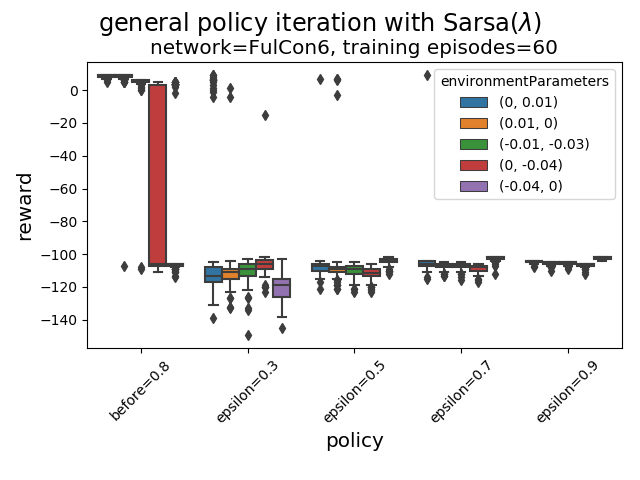 general policy iteration with Sarsa(λ)
network=FulCon6, training episodes=60
environmentParameters
(0, 0.01)
(0.01, 0)
(-0.01, -0.03)
(0, -0.04)
(-0.04, 0)
reward
0
−20
−40
−60
−80
−100
−120
−140
before=0.8
epsilon=0.3
epsilon=0.5
epsilon=0.7
epsilon=0.9
policy